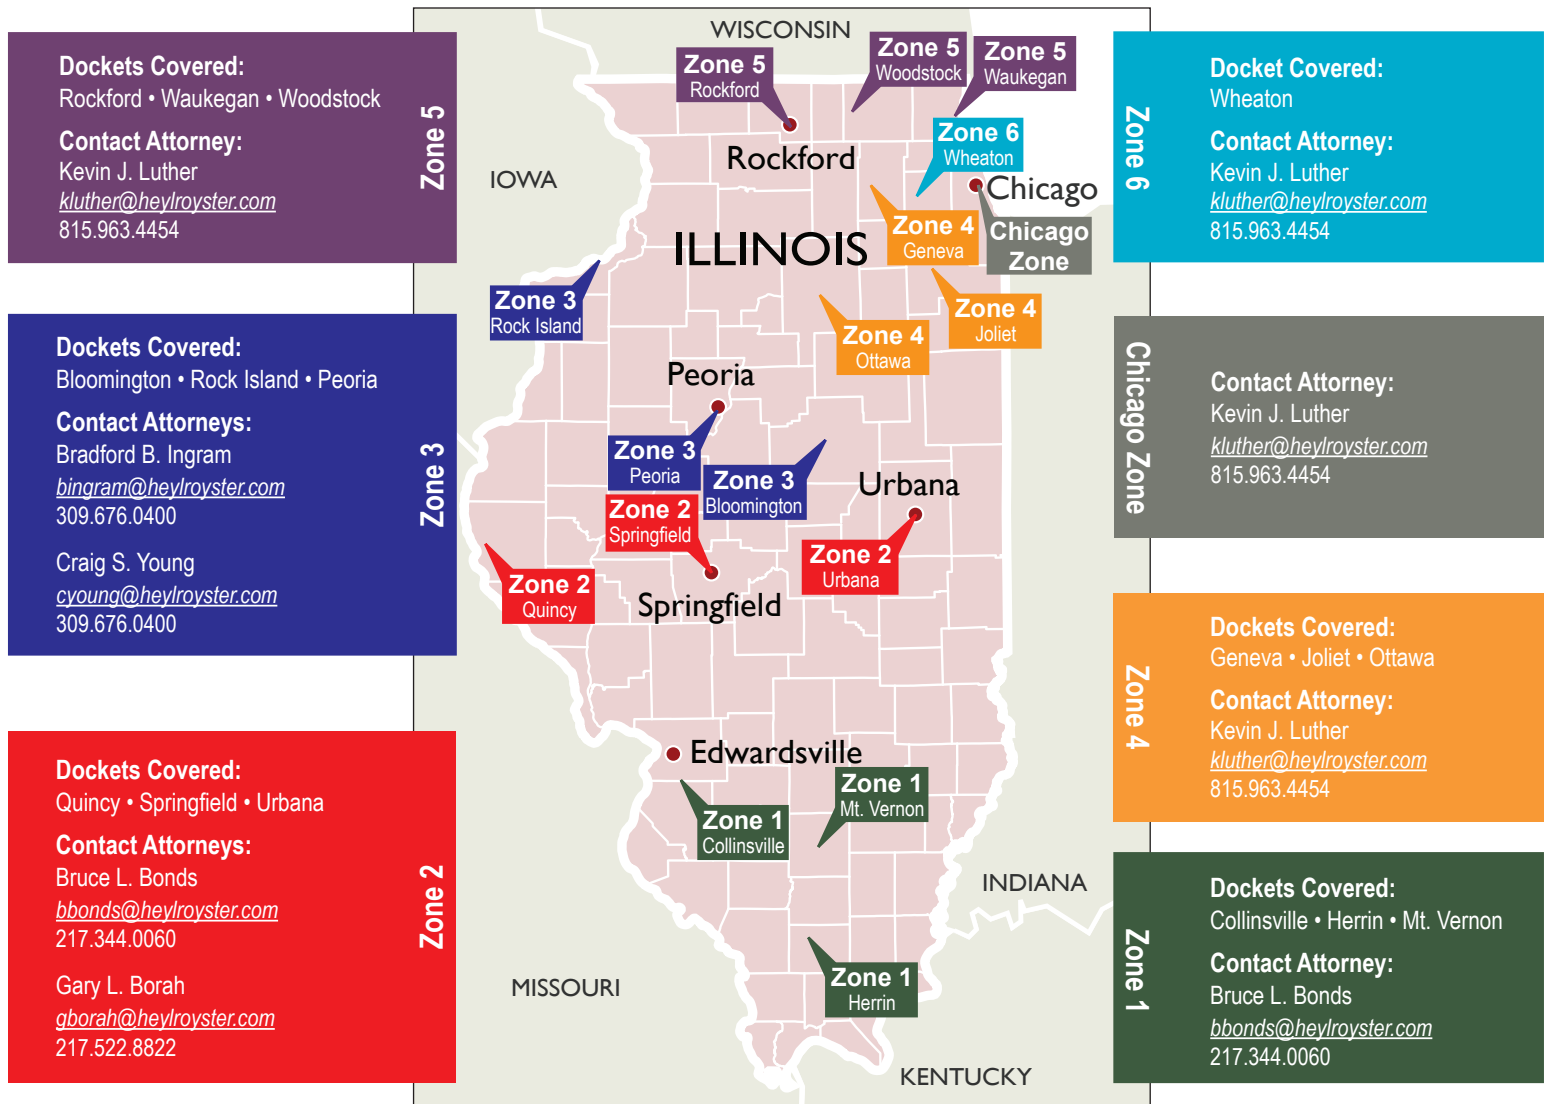 Dockets Covered:
Rockford • Waukegan • Woodstock
Contact Attorney:
Kevin J. Luther
kluther@heylroyster.com
815.963.4454
Zone 5
Dockets Covered:
Bloomington • Rock Island • Peoria
Contact Attorneys:
Bradford B. Ingram
bingram@heylroyster.com
309.676.0400
Craig S. Young
cyoung@heylroyster.com
309.676.0400
Zone 3
Dockets Covered:
Quincy • Springfield • Urbana
Contact Attorneys:
Bruce L. Bonds
bbonds@heylroyster.com
217.344.0060
Gary L. Borah
gborah@heylroyster.com
217.522.8822
Zone 2
WISCONSIN
Zone 5
Rockford
Zone 5
Woodstock
Zone 5
Waukegan
Rockford
Zone 6
Wheaton
IOWA
Chicago
Chicago
Zone
Zone 4
Geneva
ILLINOIS
Zone 3
Rock Island
Zone 4
Joliet
Zone 4
Ottawa
Peoria
Zone 3
Peoria
Zone 3
Bloomington
Urbana
Zone 2
Springfield
Zone 2
Urbana
Zone 2
Quincy
Springfield
Edwardsville
Zone 1
Mt. Vernon
Zone 1
Collinsville
INDIANA
Zone 1
Herrin
MISSOURI
KENTUCKY
Zone 6
Docket Covered:
Wheaton
Contact Attorney:
Kevin J. Luther
kluther@heylroyster.com
815.963.4454
Chicago Zone
Contact Attorney:
Kevin J. Luther
kluther@heylroyster.com
815.963.4454
Zone 4
Dockets Covered:
Geneva • Joliet • Ottawa
Contact Attorney:
Kevin J. Luther
kluther@heylroyster.com
815.963.4454
Zone 1
Dockets Covered:
Collinsville • Herrin • Mt. Vernon
Contact Attorney:
Bruce L. Bonds
bbonds@heylroyster.com
217.344.0060